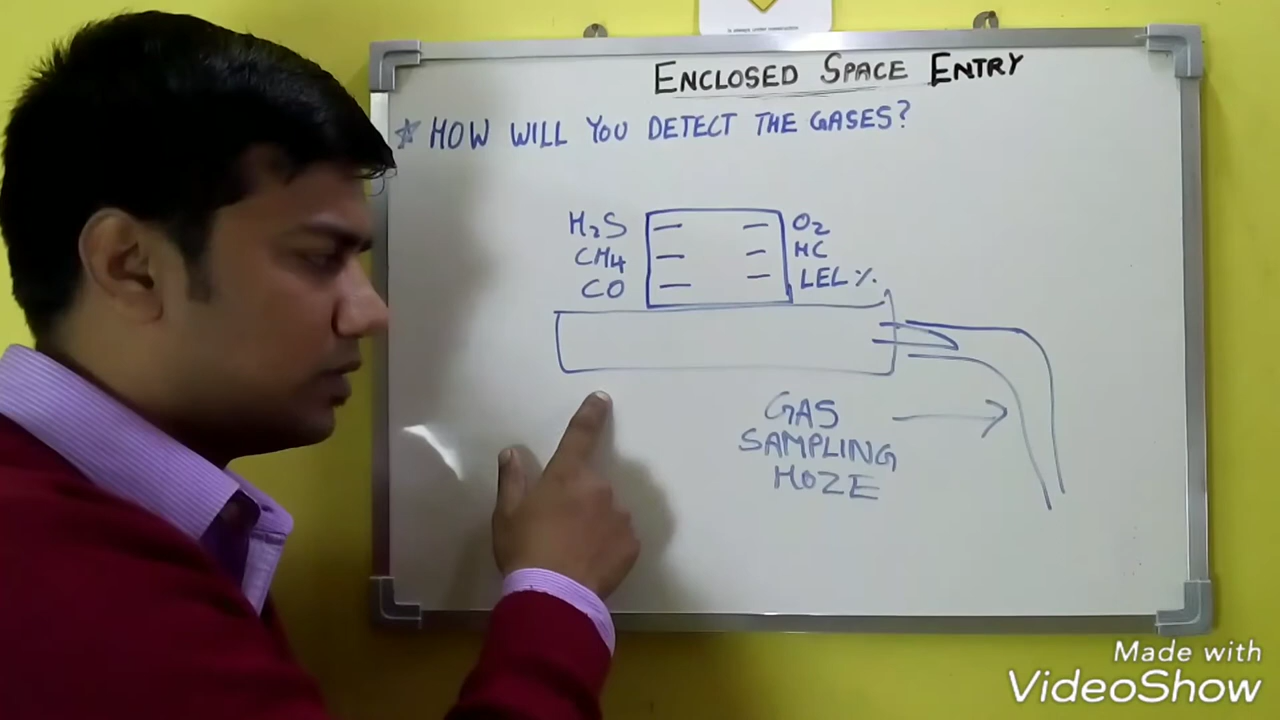 ENCLOSED SPACE ENTRY
☆ HOW WILL YOU DETECT THE GASES?
H₂S
CH₄
CO
O₂
HC
LEL %
GAS
SAMPLING
HOZE
Made with
VideoShow